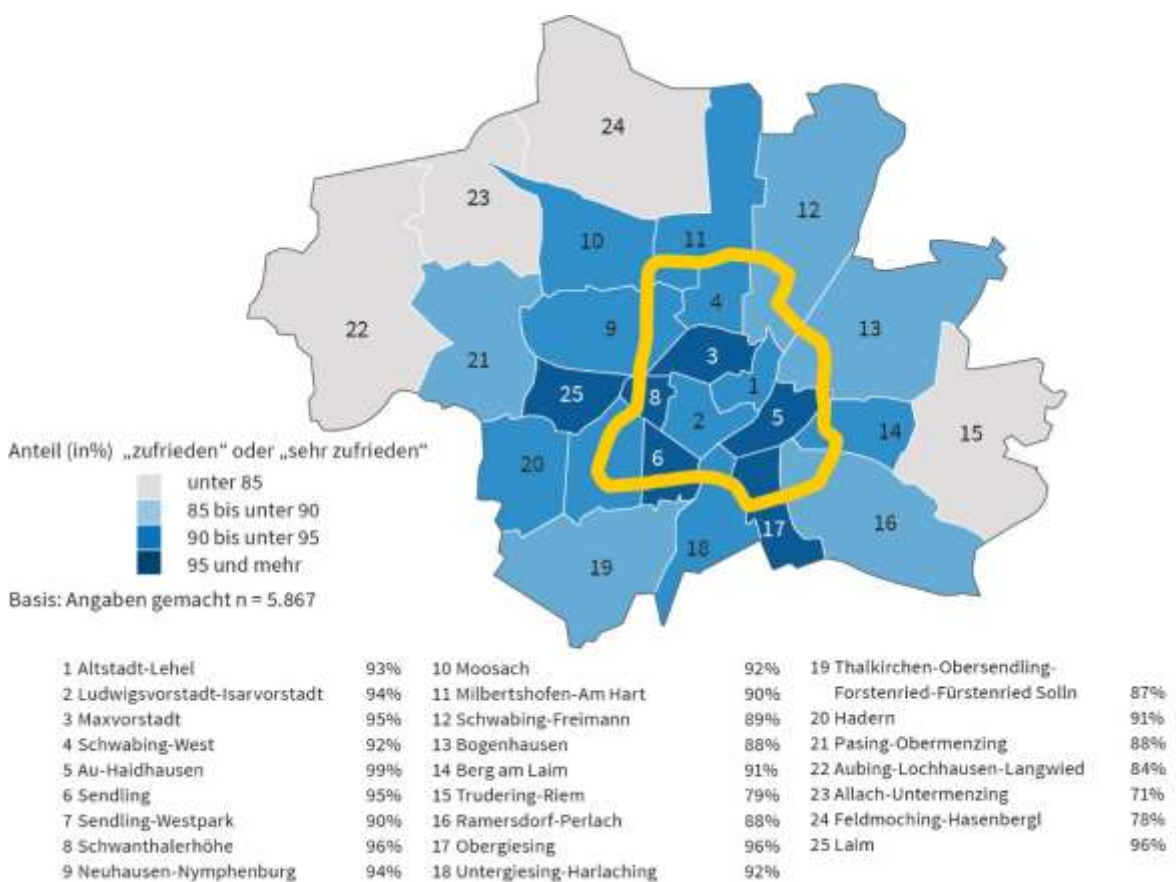 24
23
12
10
11
4
22
9
13
21
3
1
25
8
5
2
14
15
Anteil (in%) „zufrieden“ oder „sehr zufrieden“
20
6
unter 85
85 bis unter 90
16
90 bis unter 95
17
95 und mehr
19
18
Basis: Angaben gemacht n = 5.867
1 Altstadt-Lehel 93%
2 Ludwigsvorstadt-Isarvorstadt 94%
3 Maxvorstadt 95%
4 Schwabing-West 92%
5 Au-Haidhausen 99%
6 Sendling 95%
7 Sendling-Westpark 90%
8 Schwanthalerhöhe 96%
9 Neuhausen-Nymphenburg 94%
10 Moosach 92%
11 Milbertshofen-Am Hart 90%
12 Schwabing-Freimann 89%
13 Bogenhausen 88%
14 Berg am Laim 91%
15 Trudering-Riem 79%
16 Ramersdorf-Perlach 88%
17 Obergiesing 96%
18 Untergiesing-Harlaching 92%
19 Thalkirchen-Obersendling-
Forstenried-Fürstenried Solln 87%
20 Hadern 91%
21 Pasing-Obermenzing 88%
22 Aubing-Lochhausen-Langwied 84%
23 Allach-Untermenzing 71%
24 Feldmoching-Hasenbergl 78%
25 Laim 96%